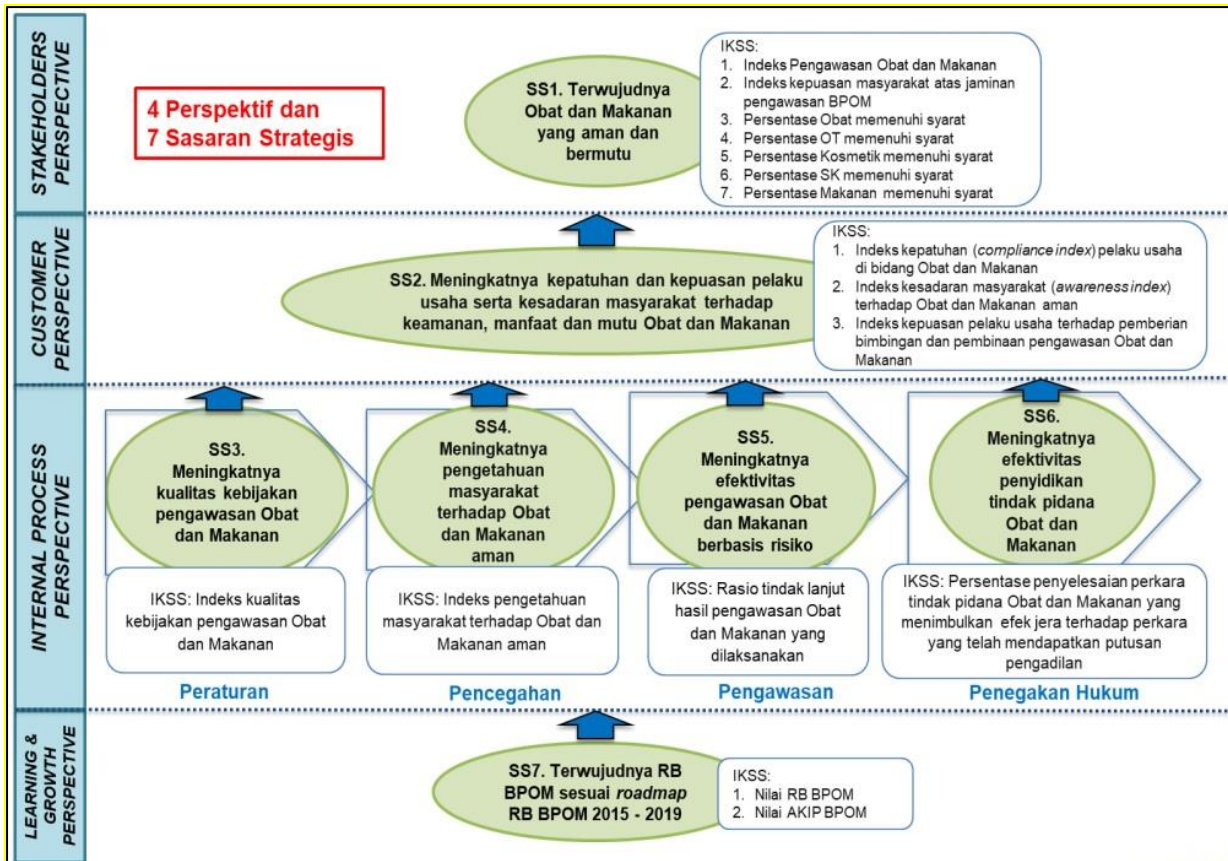 STAKEHOLDERS
PERSPECTIVE
4 Perspektif dan
7 Sasaran Strategis
SS1. Terwujudnya
Obat dan Makanan
yang aman dan
bermutu
IKSS:
1. Indeks Pengawasan Obat dan Makanan
2. Indeks kepuasan masyarakat atas jaminan
pengawasan BPOM
3. Persentase Obat memenuhi syarat
4. Persentase OT memenuhi syarat
5. Persentase Kosmetik memenuhi syarat
6. Persentase SK memenuhi syarat
7. Persentase Makanan memenuhi syarat
CUSTOMER
PERSPECTIVE
SS2. Meningkatnya kepatuhan dan kepuasan pelaku
usaha serta kesadaran masyarakat terhadap
keamanan, manfaat dan mutu Obat dan Makanan
IKSS:
1. Indeks kepatuhan (compliance index) pelaku usaha
di bidang Obat dan Makanan
2. Indeks kesadaran masyarakat (awareness index)
terhadap Obat dan Makanan aman
3. Indeks kepuasan pelaku usaha terhadap pemberian
bimbingan dan pembinaan pengawasan Obat dan
Makanan
INTERNAL PROCESS
PERSPECTIVE
SS3.
Meningkatnya
kualitas kebijakan
pengawasan Obat
dan Makanan
IKSS: Indeks kualitas
kebijakan pengawasan Obat
dan Makanan
Peraturan
SS4.
Meningkatnya
pengetahuan
masyarakat
terhadap Obat
dan Makanan
aman
IKSS: Indeks pengetahuan
masyarakat terhadap Obat dan
Makanan aman
Pencegahan
SS5.
Meningkatnya
efektivitas
pengawasan Obat
dan Makanan
berbasis risiko
IKSS: Rasio tindak lanjut
hasil pengawasan Obat
dan Makanan yang
dilaksanakan
Pengawasan
SS6.
Meningkatnya
efektivitas
penyidikan
tindak pidana
Obat dan
Makanan
IKSS: Persentase penyelesaian perkara
tindak pidana Obat dan Makanan yang
menimbulkan efek jera terhadap perkara
yang telah mendapatkan putusan
pengadilan
Penegakan Hukum
LEARNING &
GROWTH
PERSPECTIVE
SS7. Terwujudnya RB
BPOM sesuai roadmap
RB BPOM 2015 - 2019
IKSS:
1. Nilai RB BPOM
2. Nilai AKIP BPOM